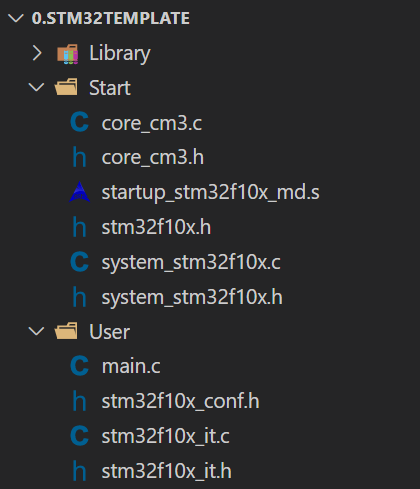 0.STM32TEMPLATE
Library
Start
core_cm3.c
core_cm3.h
startup_stm32f10x_md.s
stm32f10x.h
system_stm32f10x.c
system_stm32f10x.h
User
main.c
stm32f10x_conf.h
stm32f10x_it.c
stm32f10x_it.h